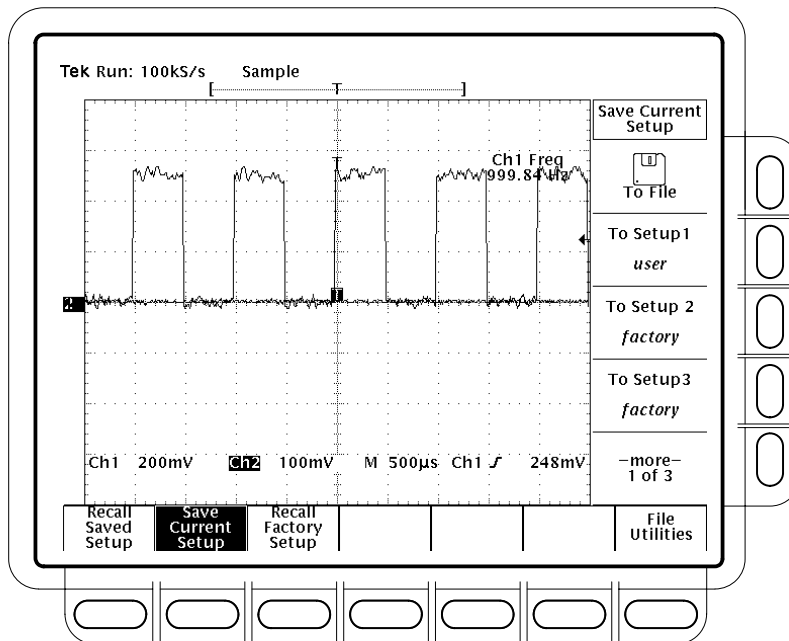 Tek Run: 100kS/s Sample
[ T ]
Save Current
Setup
To File
To Setup1
user
To Setup 2
factory
To Setup3
factory
–more–
1 of 3
Ch1 Freq
999.84 Hz
T
2
1
Ch1 200mV Ch2 100mV M 500µs Ch1 248mV
Recall
Saved
Setup
Save
Current
Setup
Recall
Factory
Setup
File
Utilities